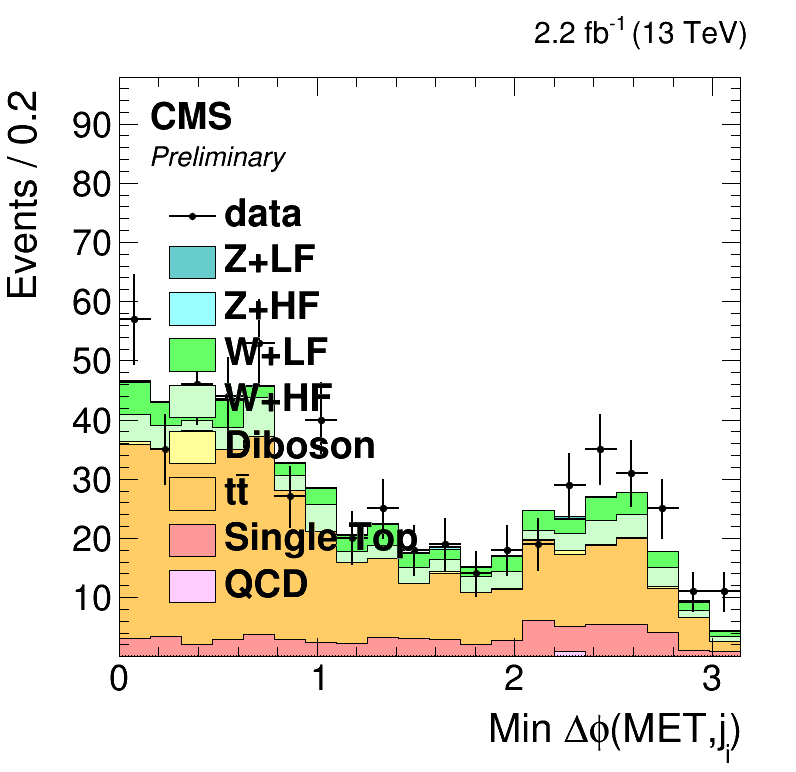 2.2 fb-1 (13 TeV)
Events / 0.2
CMS
Preliminary
data
Z+LF
Z+HF
W+LF
W+HF
Diboson
tt̅
Single Top
QCD
90
80
70
60
50
40
30
20
10
0 1 2 3
Min Δϕ(MET,ji)